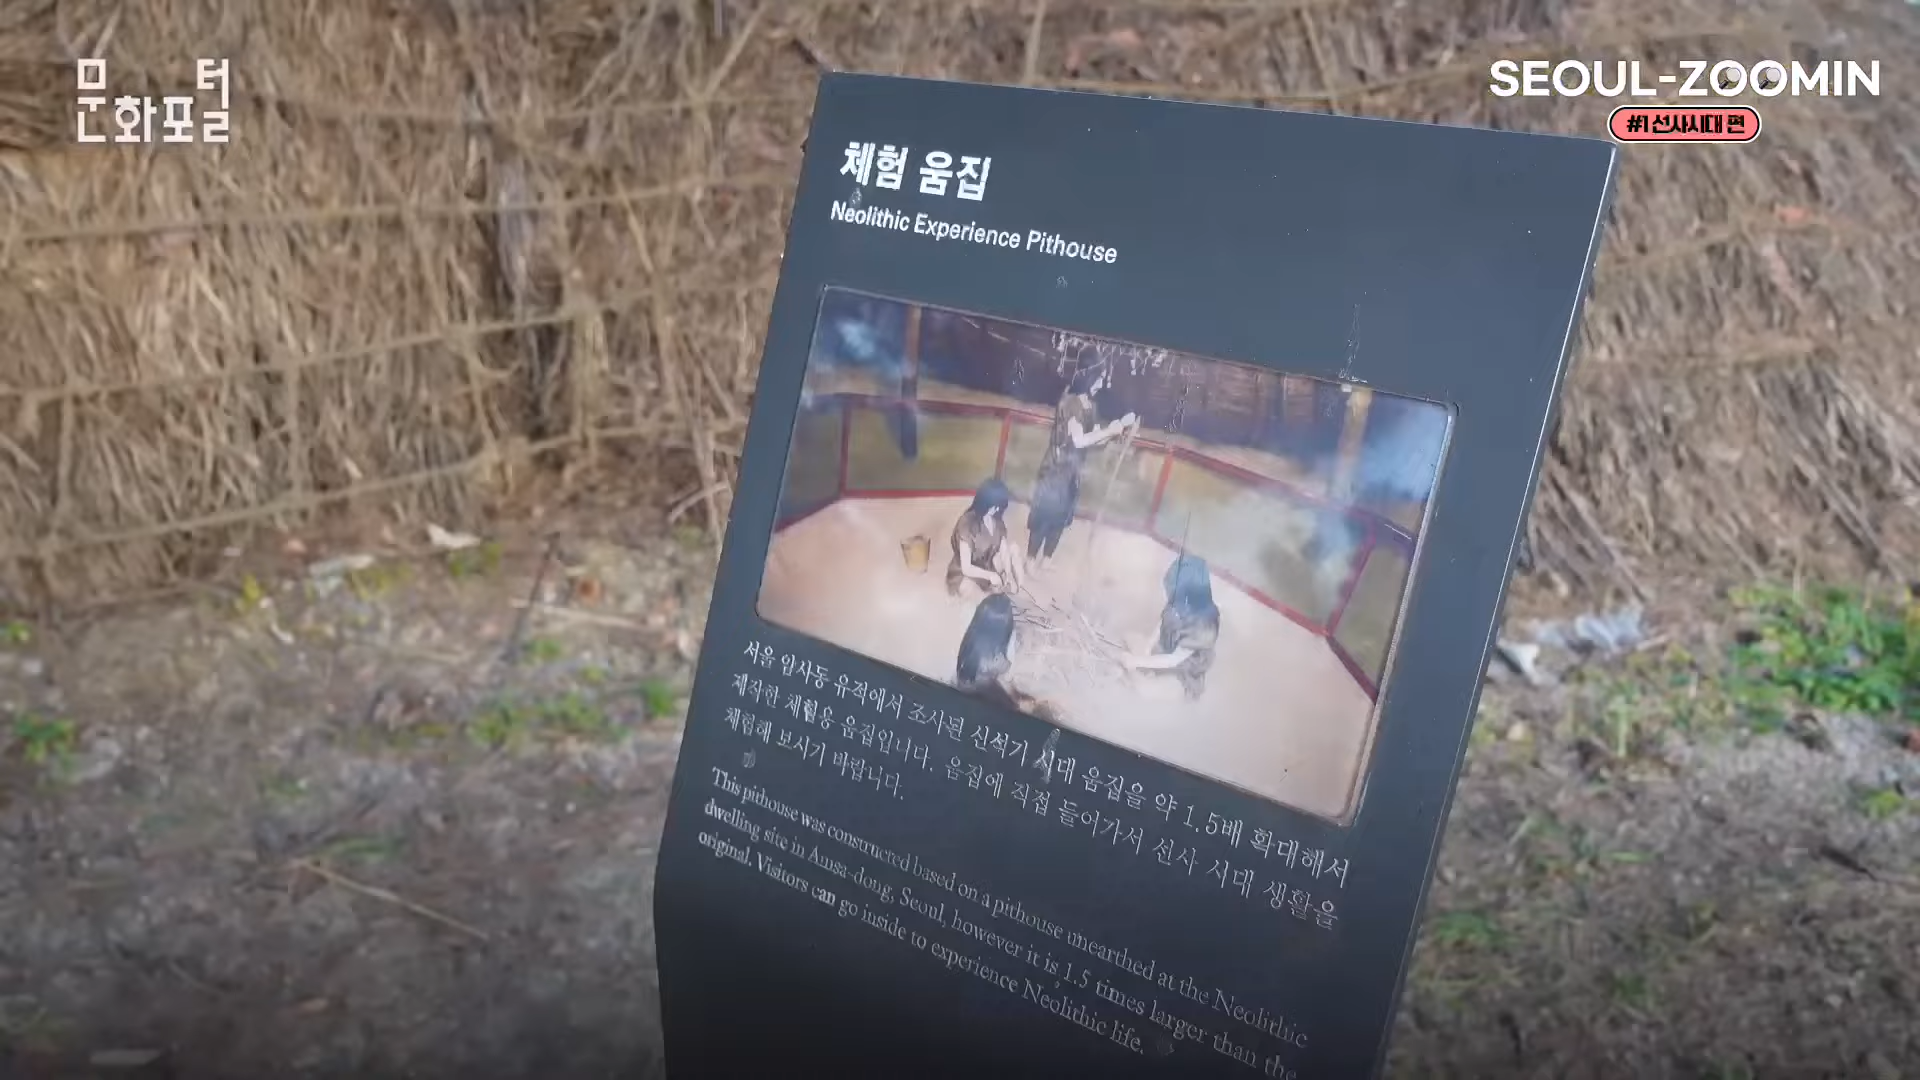 문화포털
SEOUL-ZOOMIN
#1 선사시대 편
체험 움집
Neolithic Experience Pithouse
서울 암사동 유적에서 조사된 신석기 시대 움집을 약 1.5배 확대해서
제작한 체험용 움집입니다. 움집에 직접 들어가서 선사 시대 생활을
체험해 보시기 바랍니다.
This pithouse was constructed based on a pithouse unearthed at the Neolithic
dwelling site in Amsa-dong, Seoul, however it is 1.5 times larger than the
original. Visitors can go inside to experience Neolithic life.